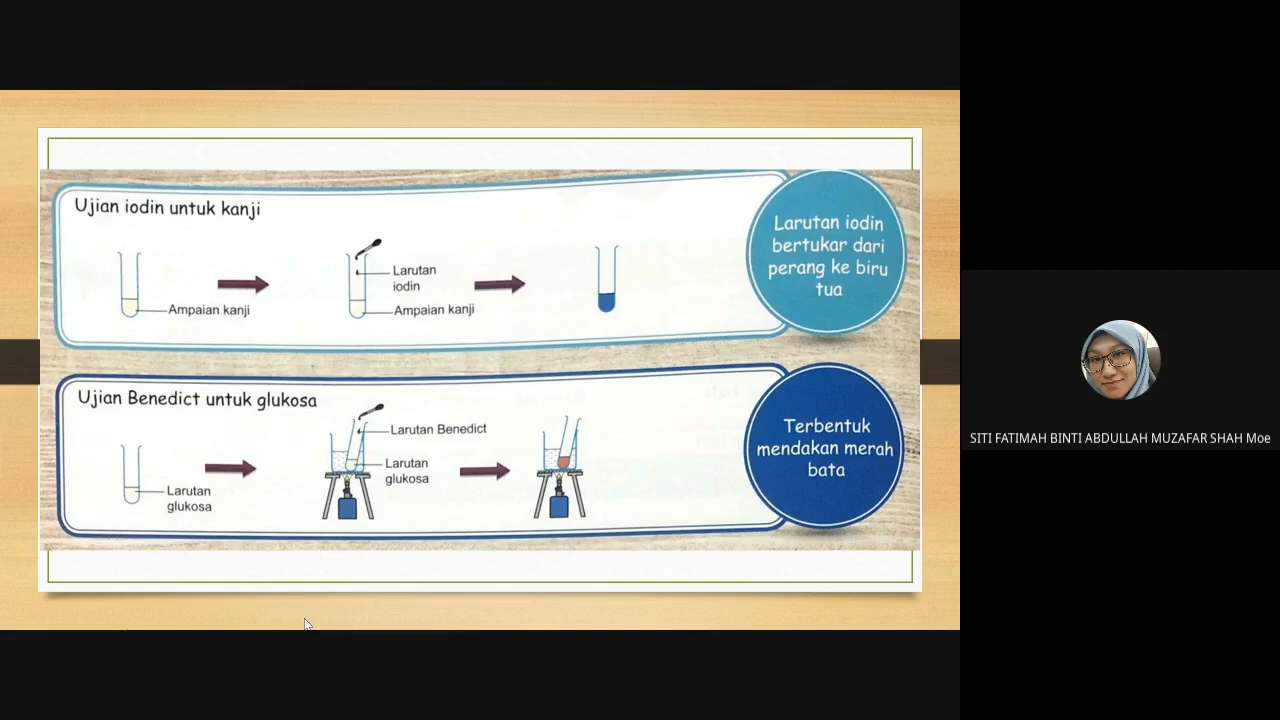 Ujian iodin untuk kanji
Ampaian kanji
Larutan
iodin
Ampaian kanji
Larutan iodin
bertukar dari
perang ke biru
tua
Ujian Benedict untuk glukosa
Larutan
glukosa
Larutan Benedict
Larutan
glukosa
Terbentuk
mendakan merah
bata
SITI FATIMAH BINTI ABDULLAH MUZAFAR SHAH Moe